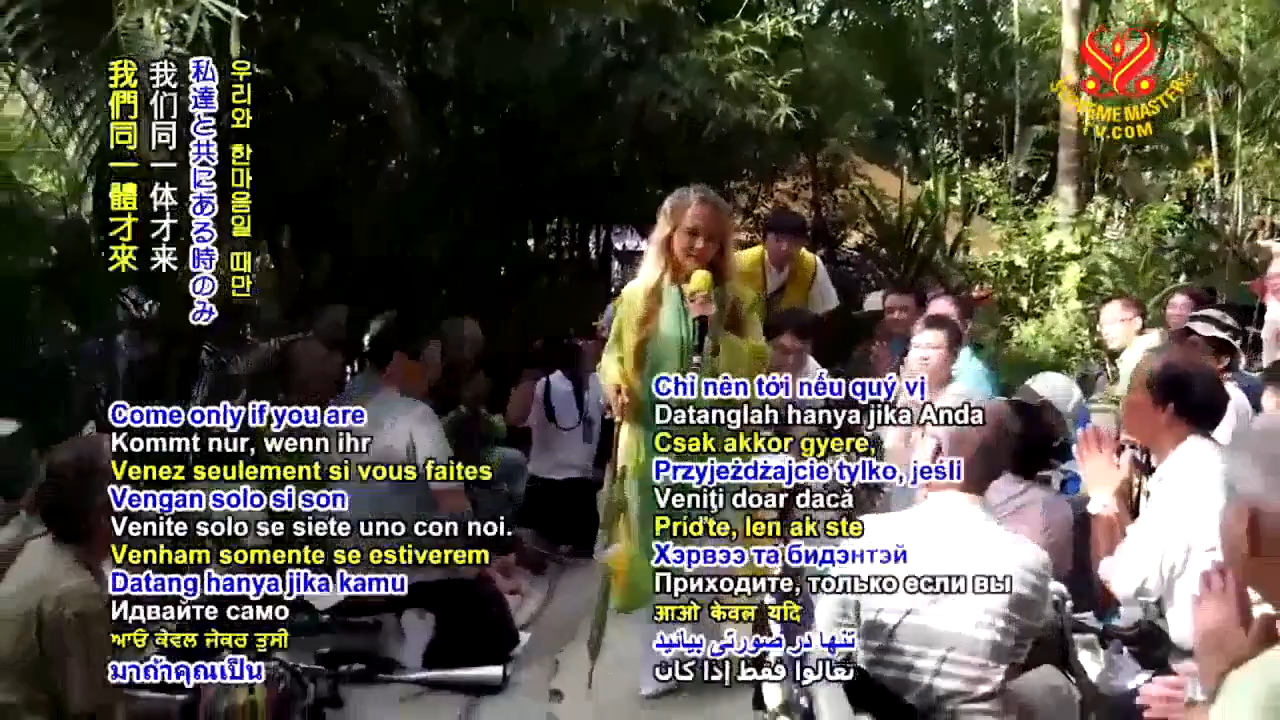 我們同一體才來
我们同一体才来
私達と共にある時のみ
우리와 한마음일 때만
SUPREME MASTER
TV.COM
Come only if you are
Kommt nur, wenn ihr
Venez seulement si vous faites
Vengan solo si son
Venite solo se siete uno con noi.
Venham somente se estiverem
Datang hanya jika kamu
Идвайте само
ਆਓ ਕੇਵਲ ਜੇਕਰ ਤੁਸੀ
มาถ้าคุณเป็น
Chỉ nên tới nếu quý vị
Datanglah hanya jika Anda
Csak akkor gyere,
Przyjeżdżajcie tylko, jeśli
Veniţi doar dacă
Príďte, len ak ste
Хэрвээ та бидэнтэй
Приходите, только если вы
आओ केवल यदि
تنها در صورتی بیائید
تعالوا فقط إذا كان